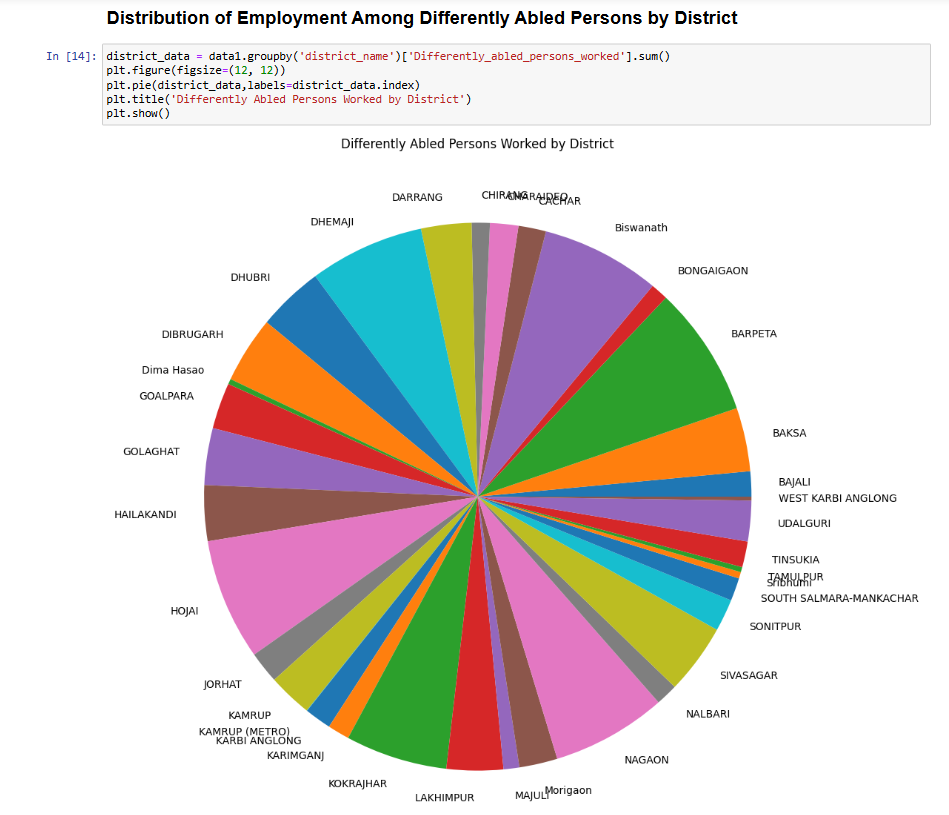 Distribution of Employment Among Differently Abled Persons by District
In [14]: district_data = data1.groupby('district_name')['Differently_abled_persons_worked'].sum()
plt.figure(figsize=(12, 12))
plt.pie(district_data,labels=district_data.index)
plt.title('Differently Abled Persons Worked by District')
plt.show()
Differently Abled Persons Worked by District
CHIRANG
CHARAIDEO
CACHAR
DARRANG
DHEMAJI
Biswanath
BONGAIGAON
DHUBRI
BARPETA
DIBRUGARH
Dima Hasao
GOALPARA
BAKSA
GOLAGHAT
BAJALI
WEST KARBI ANGLONG
HAILAKANDI
UDALGURI
TINSUKIA
TAMULPUR
Sribhumi
SOUTH SALMARA-MANKACHAR
HOJAI
SONITPUR
SIVASAGAR
JORHAT
NALBARI
KAMRUP
KAMRUP (METRO)
KARBI ANGLONG
KARIMGANJ
NAGAON
KOKRAJHAR
Morigaon
MAJULI
LAKHIMPUR